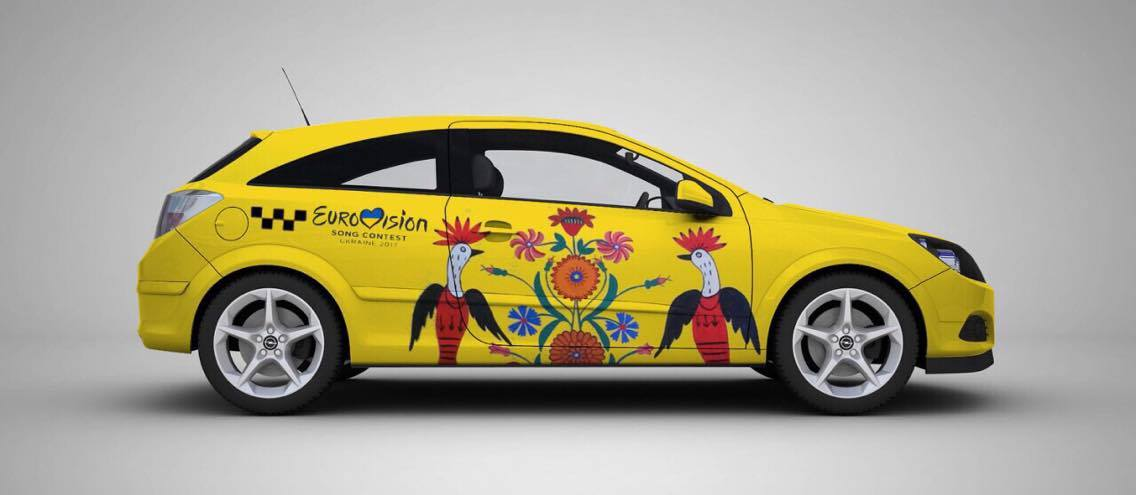 EUROVISION
SONG CONTEST
UKRAINE 2017